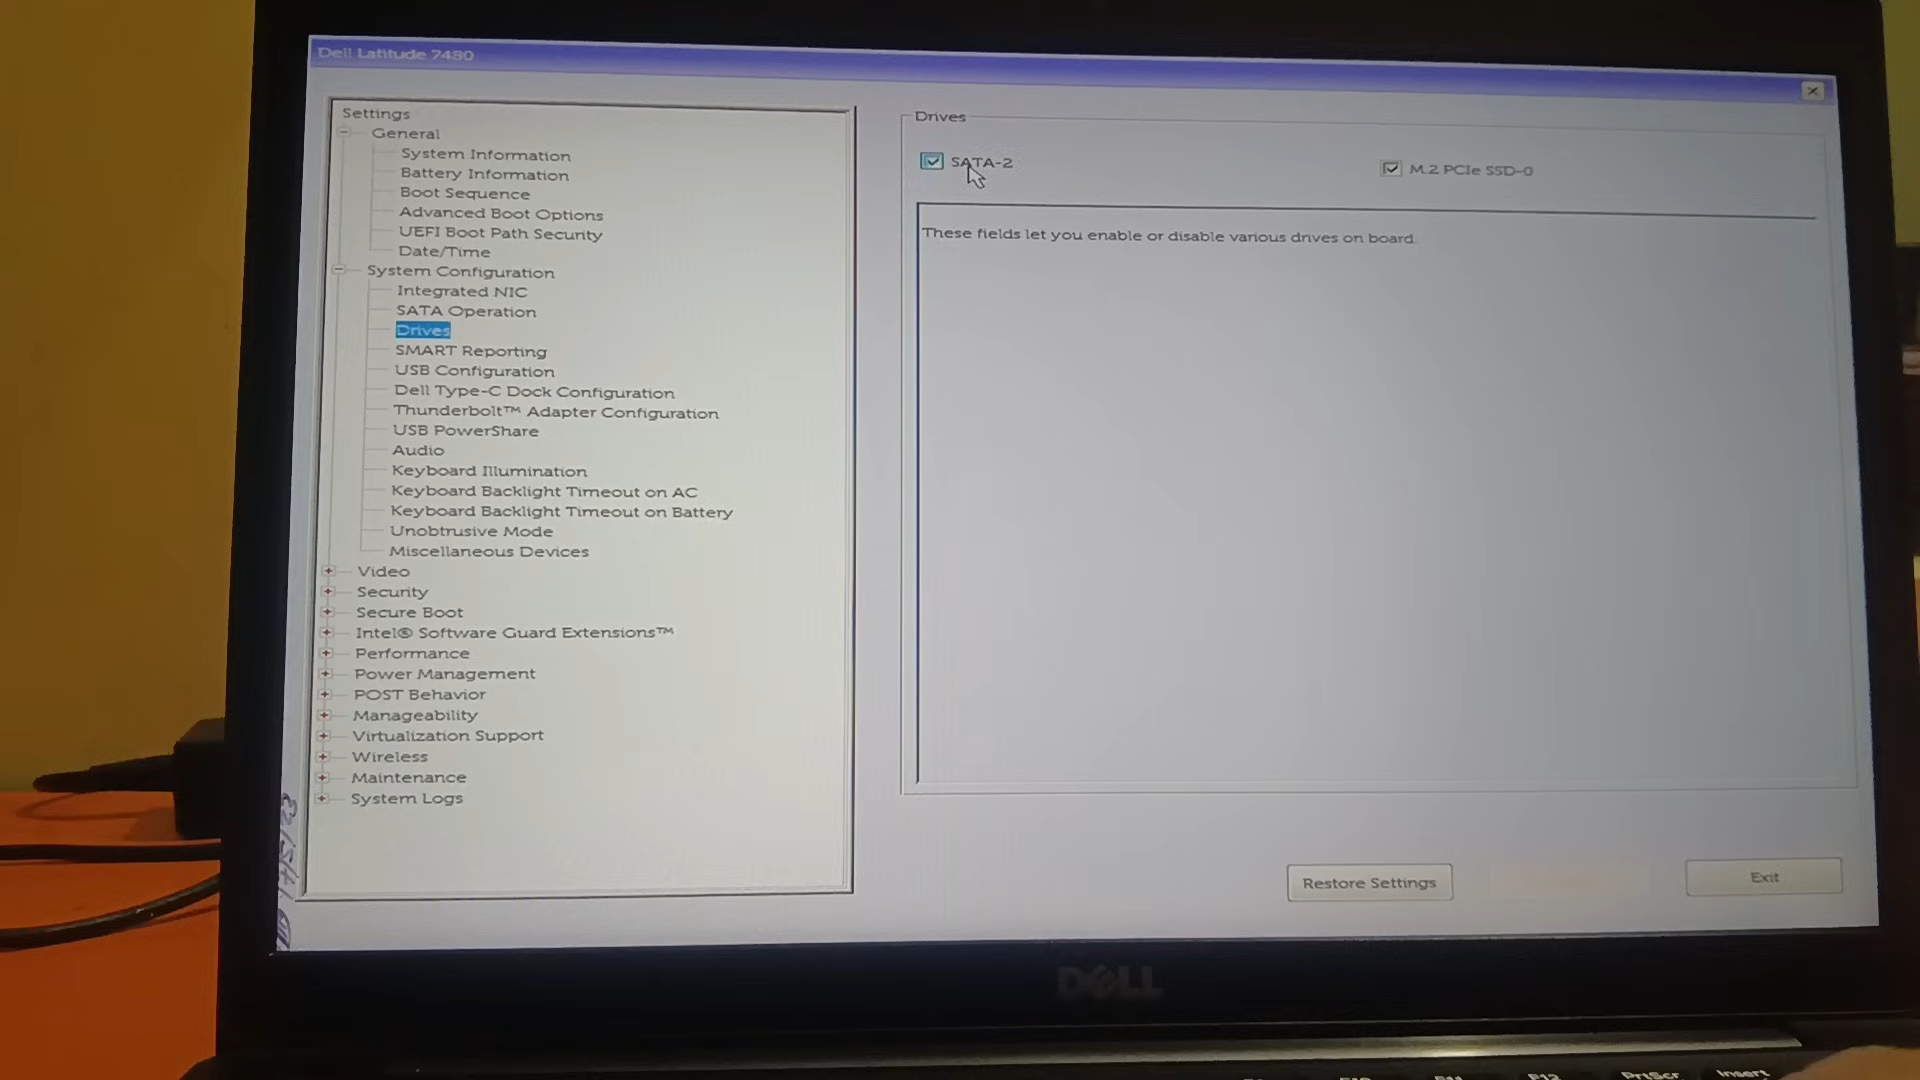 Dell Latitude 7480
Settings
General
System Information
Battery Information
Boot Sequence
Advanced Boot Options
UEFI Boot Path Security
Date/Time
System Configuration
Integrated NIC
SATA Operation
Drives
SMART Reporting
USB Configuration
Dell Type-C Dock Configuration
Thunderbolt™ Adapter Configuration
USB PowerShare
Audio
Keyboard Illumination
Keyboard Backlight Timeout on AC
Keyboard Backlight Timeout on Battery
Unobtrusive Mode
Miscellaneous Devices
Video
Security
Secure Boot
Intel® Software Guard Extensions™
Performance
Power Management
POST Behavior
Manageability
Virtualization Support
Wireless
Maintenance
System Logs
Drives
SATA-2
M.2 PCIe SSD-0
These fields let you enable or disable various drives on board.
Restore Settings
Exit
DELL
F12 PrtScr Insert